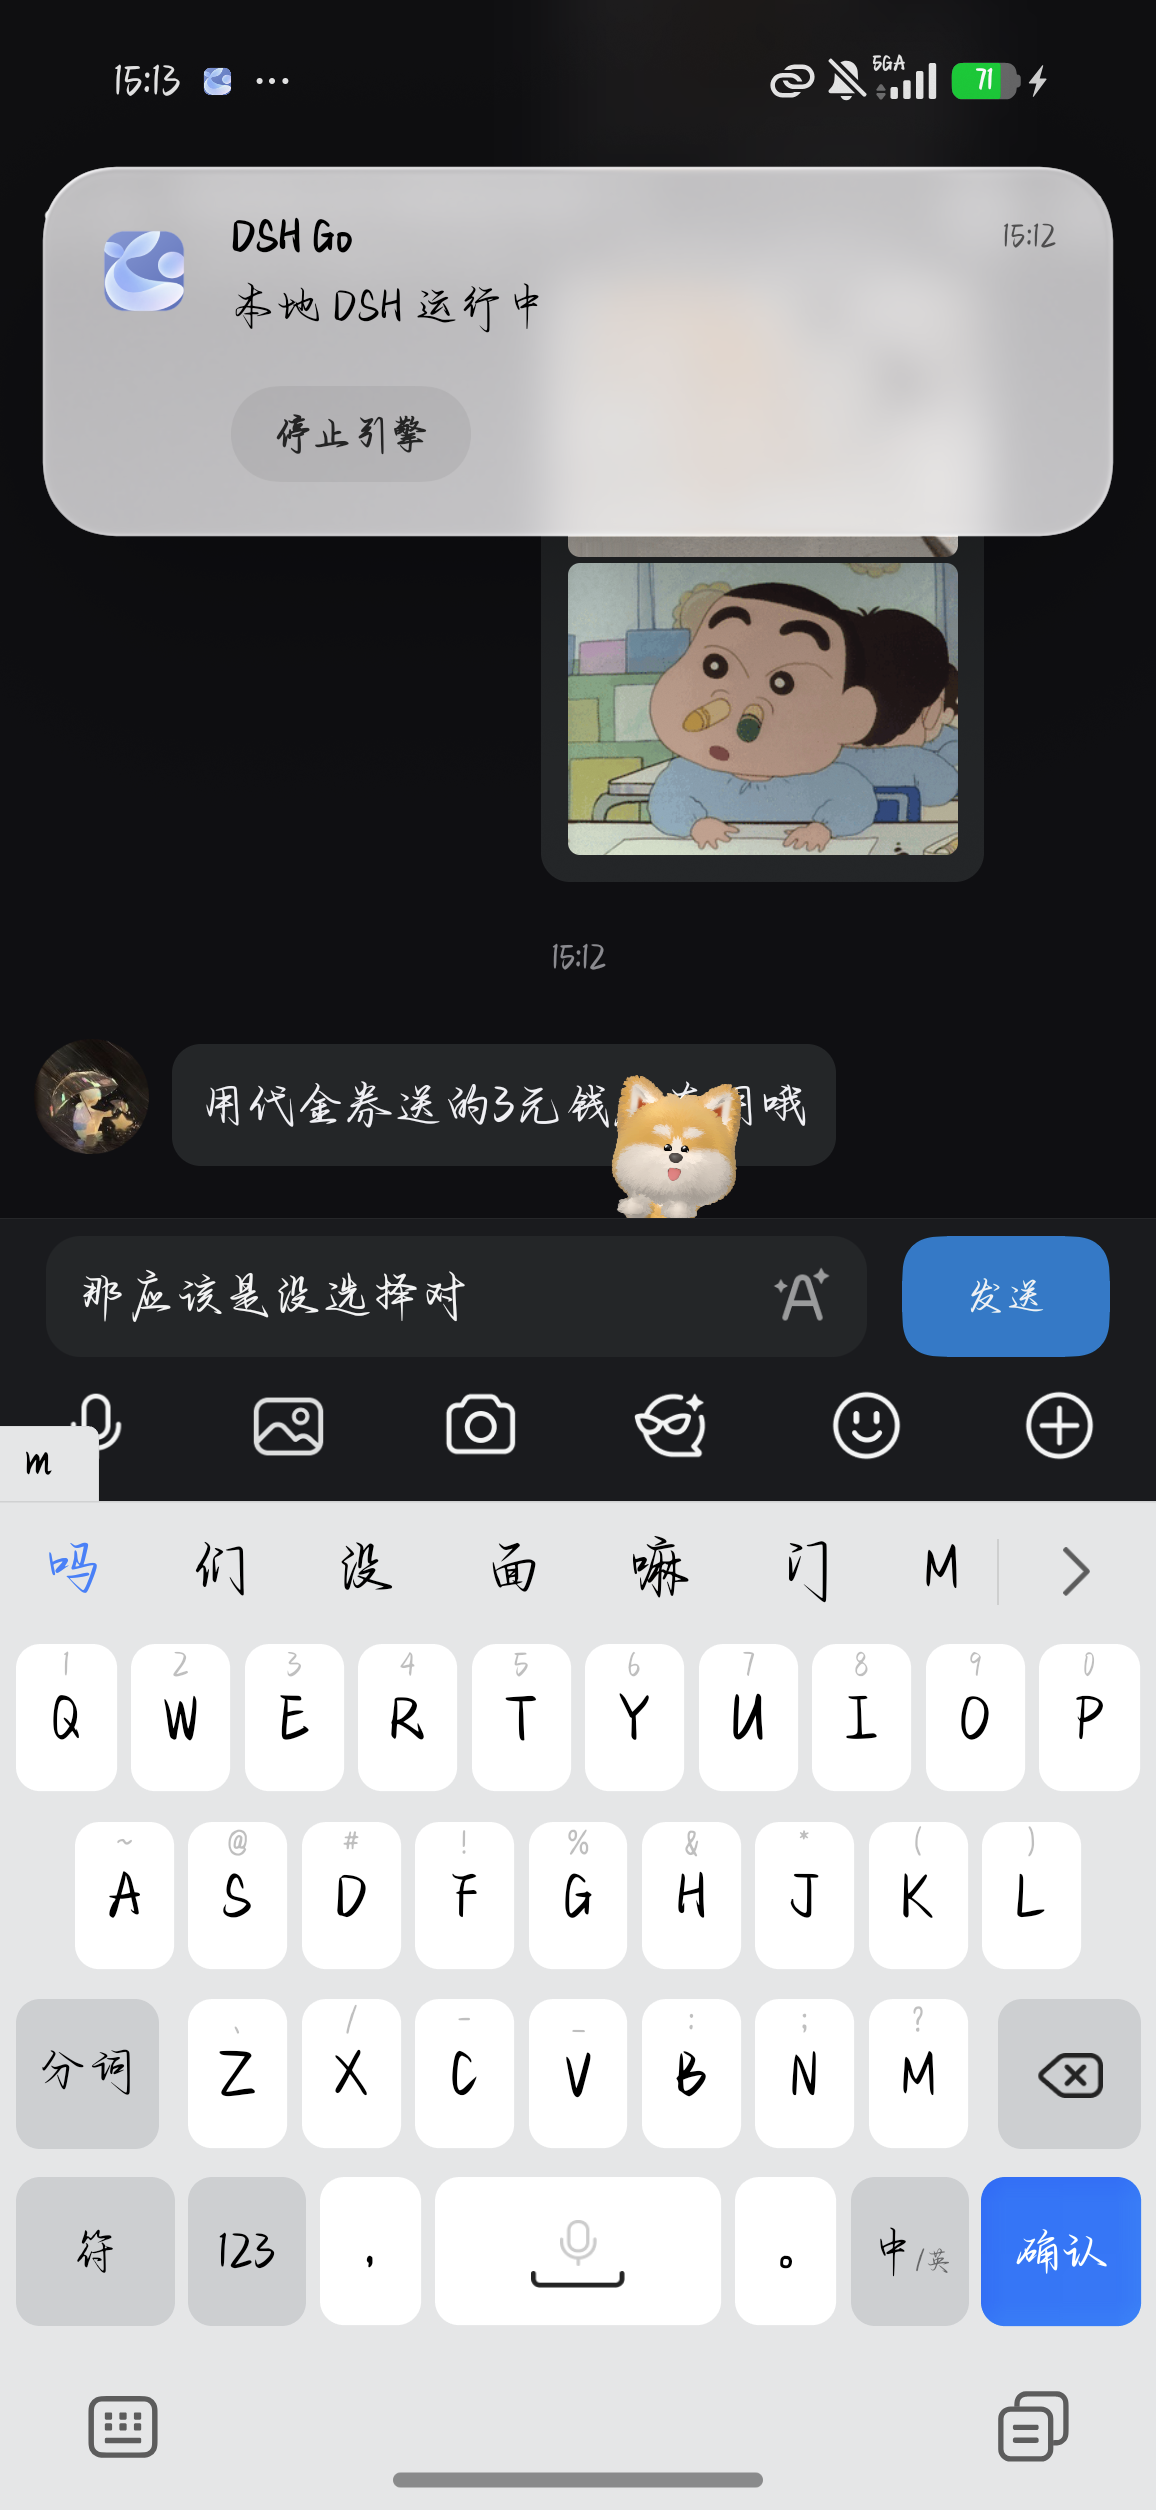 15:13
5GA
71
DSH Go
15:12
本地 DSH 运行中
停止引擎
15:12
用代金券送的3元钱
哦
那应该是没选择对
发送
m
吗 们 没 面 嘛 门 M
1 2 3 4 5 6 7 8 9 0
Q W E R T Y U I O P
~ @ # ! % & * ( )
A S D F G H J K L
、 / - _ : ; ?
分词 Z X C V B N M
符 123 , 。 中/英 确认